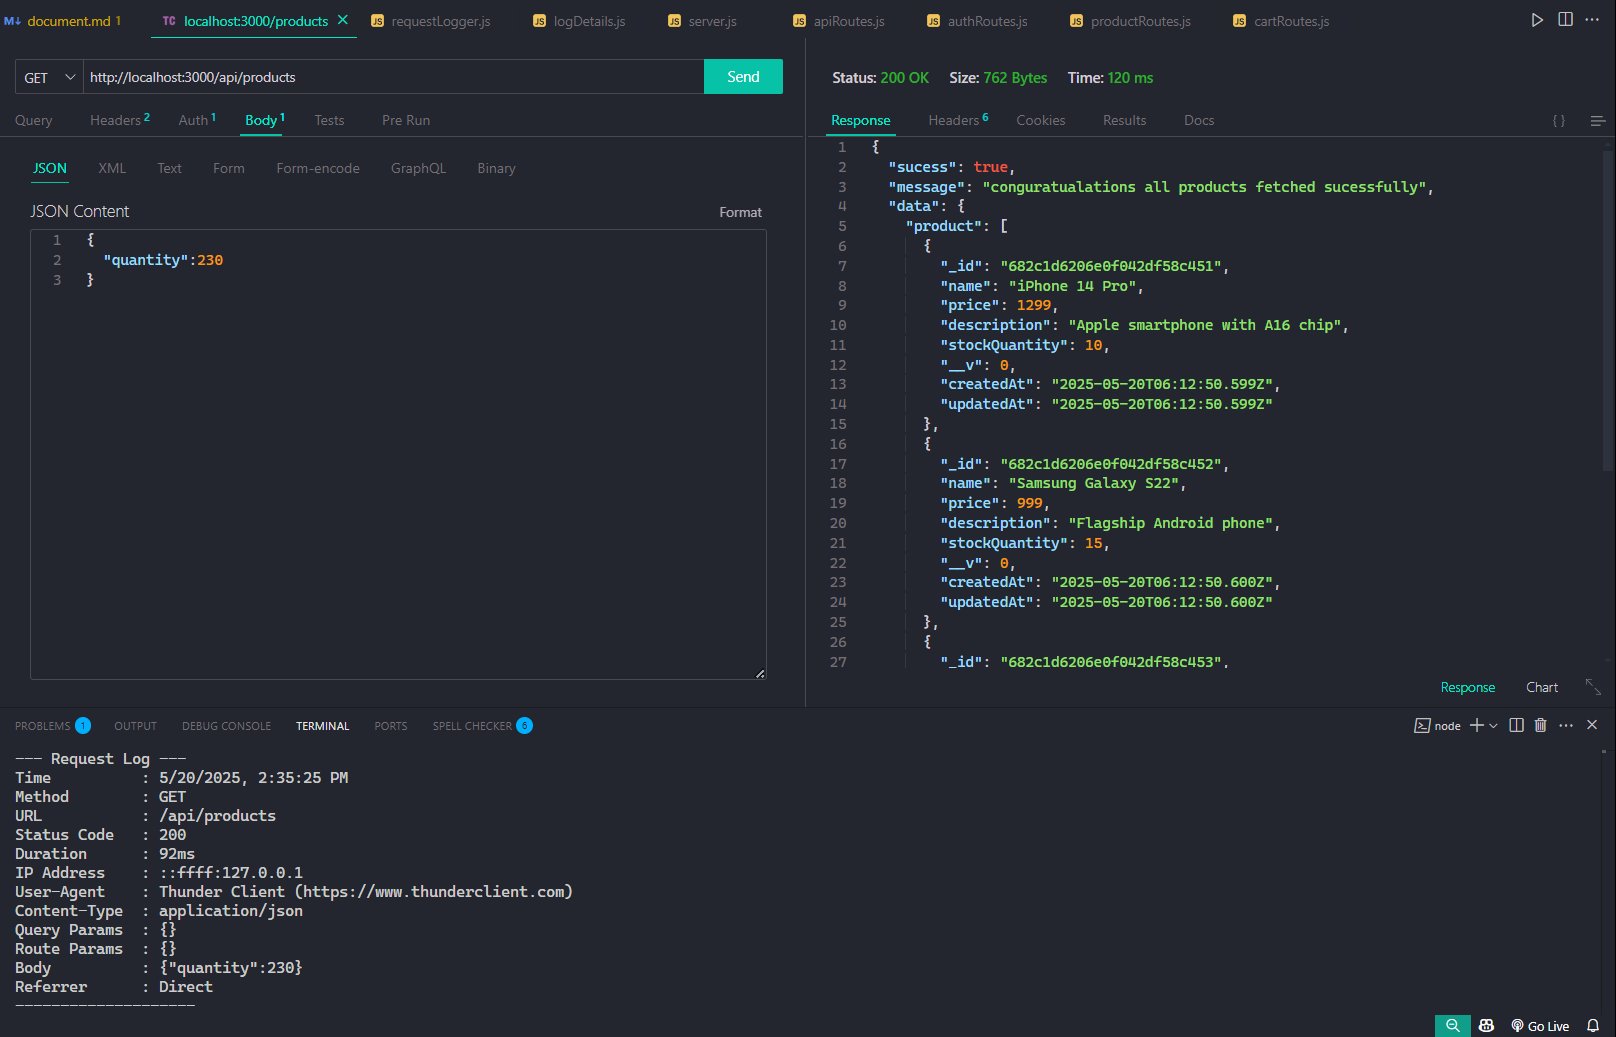 document.md 1 TC localhost:3000/products requestLogger.js logDetails.js server.js apiRoutes.js authRoutes.js productRoutes.js cartRoutes.js
GET http://localhost:3000/api/products Send
Query Headers 2 Auth 1 Body 1 Tests Pre Run
JSON XML Text Form Form-encode GraphQL Binary
JSON Content Format
1 {
2 "quantity":230
3 }
Status: 200 OK Size: 762 Bytes Time: 120 ms
Response Headers 6 Cookies Results Docs { }
1 {
2 "sucess": true,
3 "message": "conguratualations all products fetched sucessfully",
4 "data": {
5 "product": [
6 {
7 "_id": "682c1d6206e0f042df58c451",
8 "name": "iPhone 14 Pro",
9 "price": 1299,
10 "description": "Apple smartphone with A16 chip",
11 "stockQuantity": 10,
12 "__v": 0,
13 "createdAt": "2025-05-20T06:12:50.599Z",
14 "updatedAt": "2025-05-20T06:12:50.599Z"
15 },
16 {
17 "_id": "682c1d6206e0f042df58c452",
18 "name": "Samsung Galaxy S22",
19 "price": 999,
20 "description": "Flagship Android phone",
21 "stockQuantity": 15,
22 "__v": 0,
23 "createdAt": "2025-05-20T06:12:50.600Z",
24 "updatedAt": "2025-05-20T06:12:50.600Z"
25 },
26 {
27 "_id": "682c1d6206e0f042df58c453",
Response Chart
PROBLEMS 1 OUTPUT DEBUG CONSOLE TERMINAL PORTS SPELL CHECKER 6 node
--- Request Log ---
Time : 5/20/2025, 2:35:25 PM
Method : GET
URL : /api/products
Status Code : 200
Duration : 92ms
IP Address : ::ffff:127.0.0.1
User-Agent : Thunder Client (https://www.thunderclient.com)
Content-Type : application/json
Query Params : {}
Route Params : {}
Body : {"quantity":230}
Referrer : Direct
--------------------
Go Live